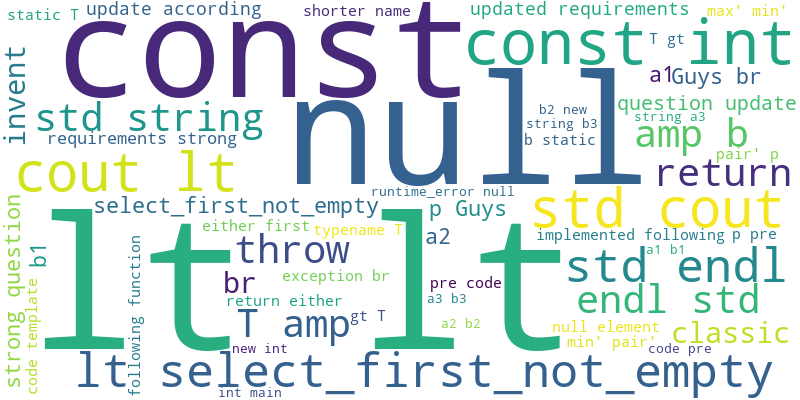 static T
update according
shorter name
updated requirements
max' min'
const
const int
T gt
invent
null
a1
Guys br
std string
b2 new
question update
string a3
string b3
amp b
requirements strong
b static
pair' p
cout lt
return
runtime_error null
select_first_not_empty
p Guys
std cout
strong question
lt lt
either first
typename T
a2
implemented following
p pre
b1
following function
throw
a1 b1
std endl
br
exception br
pre code
code template
return either
a3 b3
endl std
T amp
gt T
a2 b2
null element
classic
min' pair'
new int
code pre
lt select_first_not_empty
int main